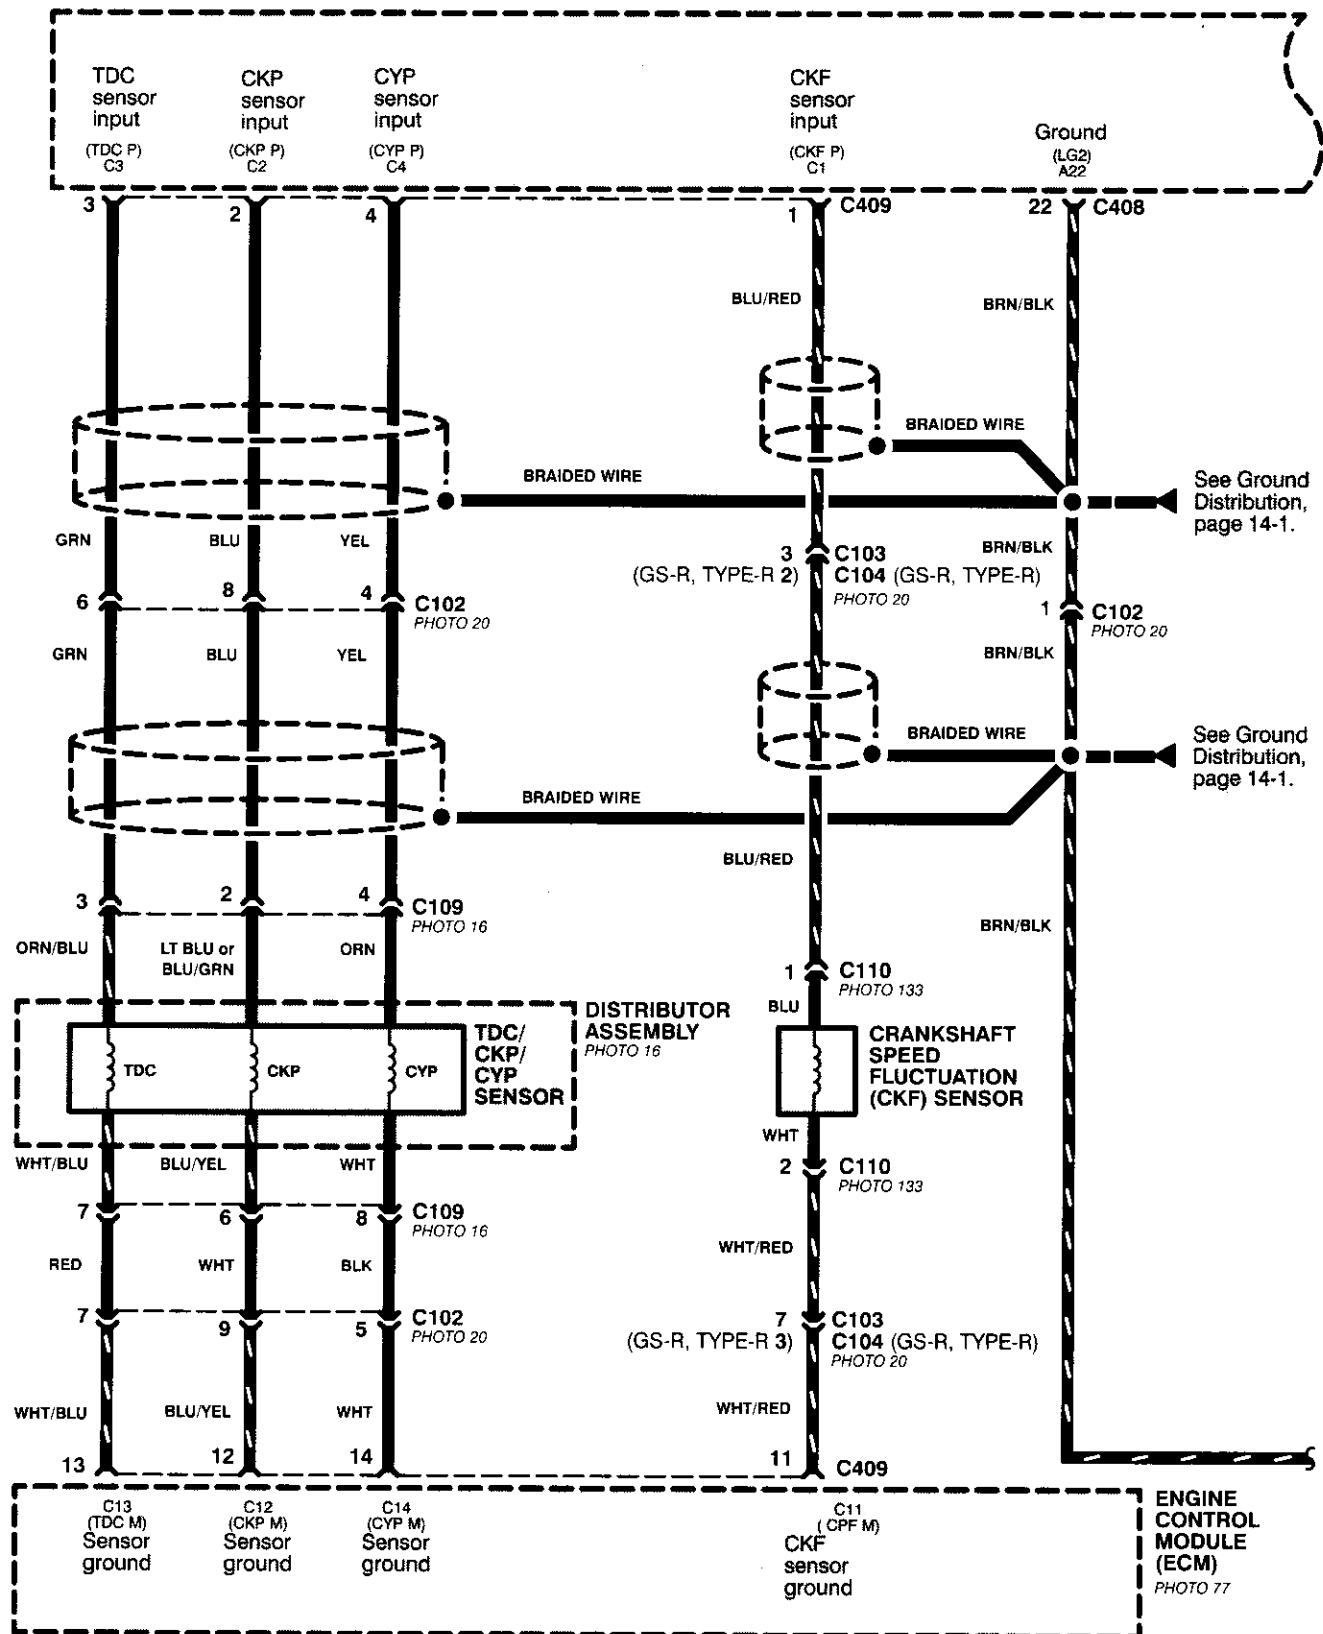 TDC
sensor
input
(TDC P)
C3
CKP
sensor
input
(CKP P)
C2
CYP
sensor
input
(CYP P)
C4
CKF
sensor
input
(CKF P)
C1
Ground
(LG2)
A22
3
2
4
1
C409
22
C408
BLU/RED
BRN/BLK
BRAIDED WIRE
BRAIDED WIRE
See Ground
Distribution,
page 14-1.
GRN
BLU
YEL
BRN/BLK
3
C103
(GS-R, TYPE-R 2)
C104 (GS-R, TYPE-R)
PHOTO 20
6
8
4
C102
PHOTO 20
1
C102
PHOTO 20
GRN
BLU
YEL
BRN/BLK
BRAIDED WIRE
See Ground
Distribution,
page 14-1.
BRAIDED WIRE
BLU/RED
3
2
4
C109
PHOTO 16
BRN/BLK
ORN/BLU
LT BLU or
BLU/GRN
ORN
1
C110
PHOTO 133
BLU
DISTRIBUTOR
ASSEMBLY
PHOTO 16
TDC
CKP
CYP
TDC/
CKP/
CYP
SENSOR
CRANKSHAFT
SPEED
FLUCTUATION
(CKF) SENSOR
WHT
WHT/BLU
BLU/YEL
WHT
2
C110
PHOTO 133
7
6
8
C109
PHOTO 16
RED
WHT
BLK
WHT/RED
7
9
5
C102
PHOTO 20
7
C103
(GS-R, TYPE-R 3)
C104 (GS-R, TYPE-R)
PHOTO 20
WHT/BLU
BLU/YEL
WHT
WHT/RED
13
12
14
11
C409
C13
(TDC M)
Sensor
ground
C12
(CKP M)
Sensor
ground
C14
(CYP M)
Sensor
ground
C11
( CPF M)
CKF
sensor
ground
ENGINE
CONTROL
MODULE
(ECM)
PHOTO 77